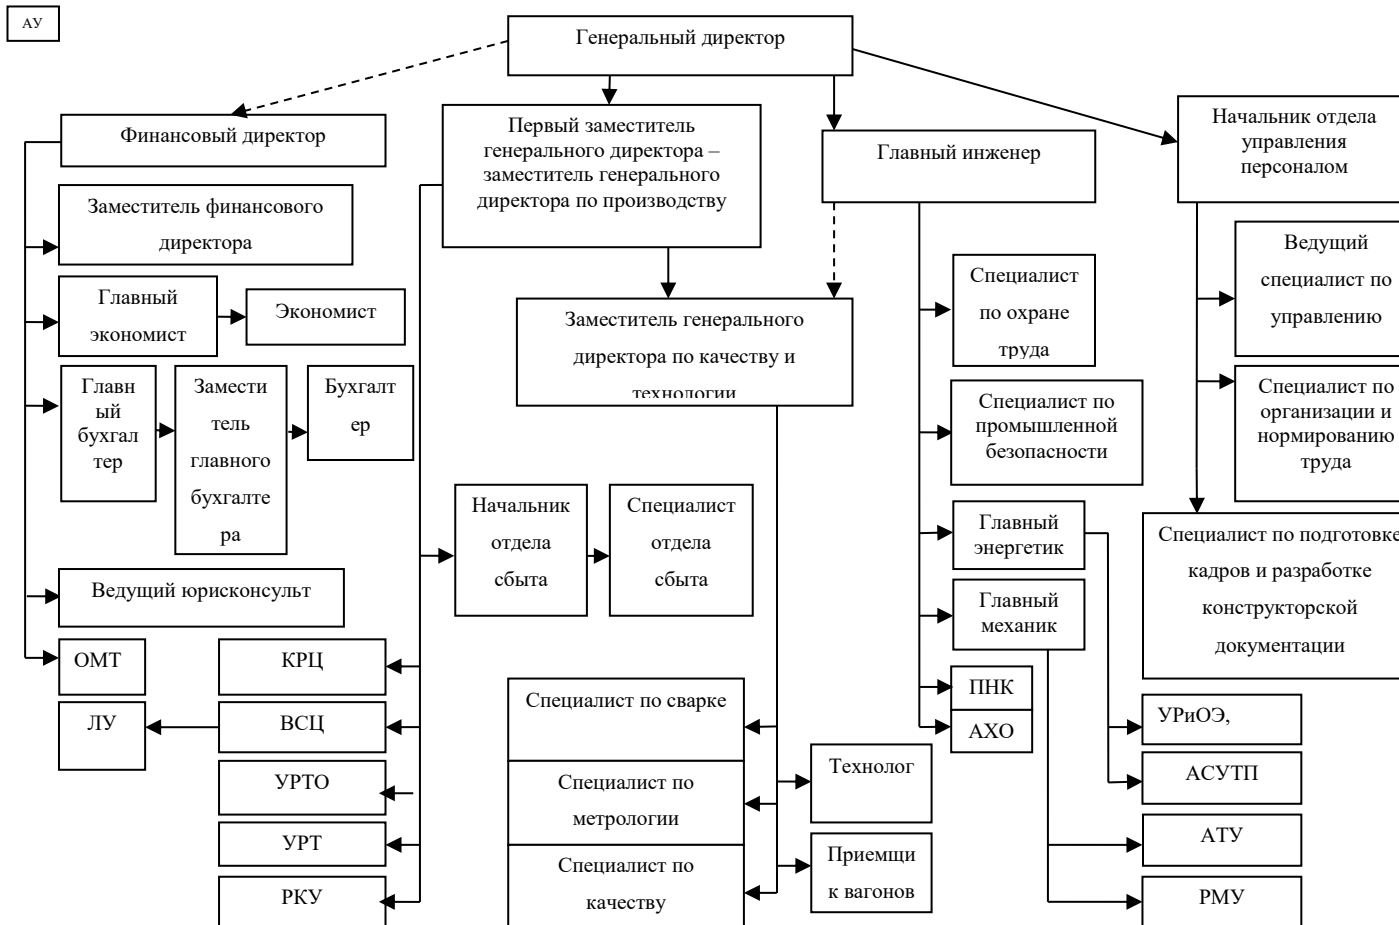 АУ
Генеральный директор
Финансовый директор
Первый заместитель
генерального директора –
заместитель генерального
директора по производству
Главный инженер
Начальник отдела
управления
персоналом
Заместитель финансового
директора
Главный
экономист
Экономист
Главн
ый
бухгал
тер
Замести
тель
главного
бухгалте
ра
Бухгалт
ер
Ведущий юрисконсульт
ОМТ
ЛУ
КРЦ
ВСЦ
УРТО
УРТ
РКУ
Заместитель генерального
директора по качеству и
технологии
Начальник
отдела
сбыта
Специалист
отдела
сбыта
Специалист по сварке
Специалист по
метрологии
Специалист по
качеству
Технолог
Приемщи
к вагонов
Специалист
по охране
труда
Специалист по
промышленной
безопасности
Главный
энергетик
Главный
механик
ПНК
АХО
Ведущий
специалист по
управлению
Специалист по
организации и
нормированию
труда
Специалист по подготовке
кадров и разработке
конструкторской
документации
УРиОЭ,
АСУТП
АТУ
РМУ